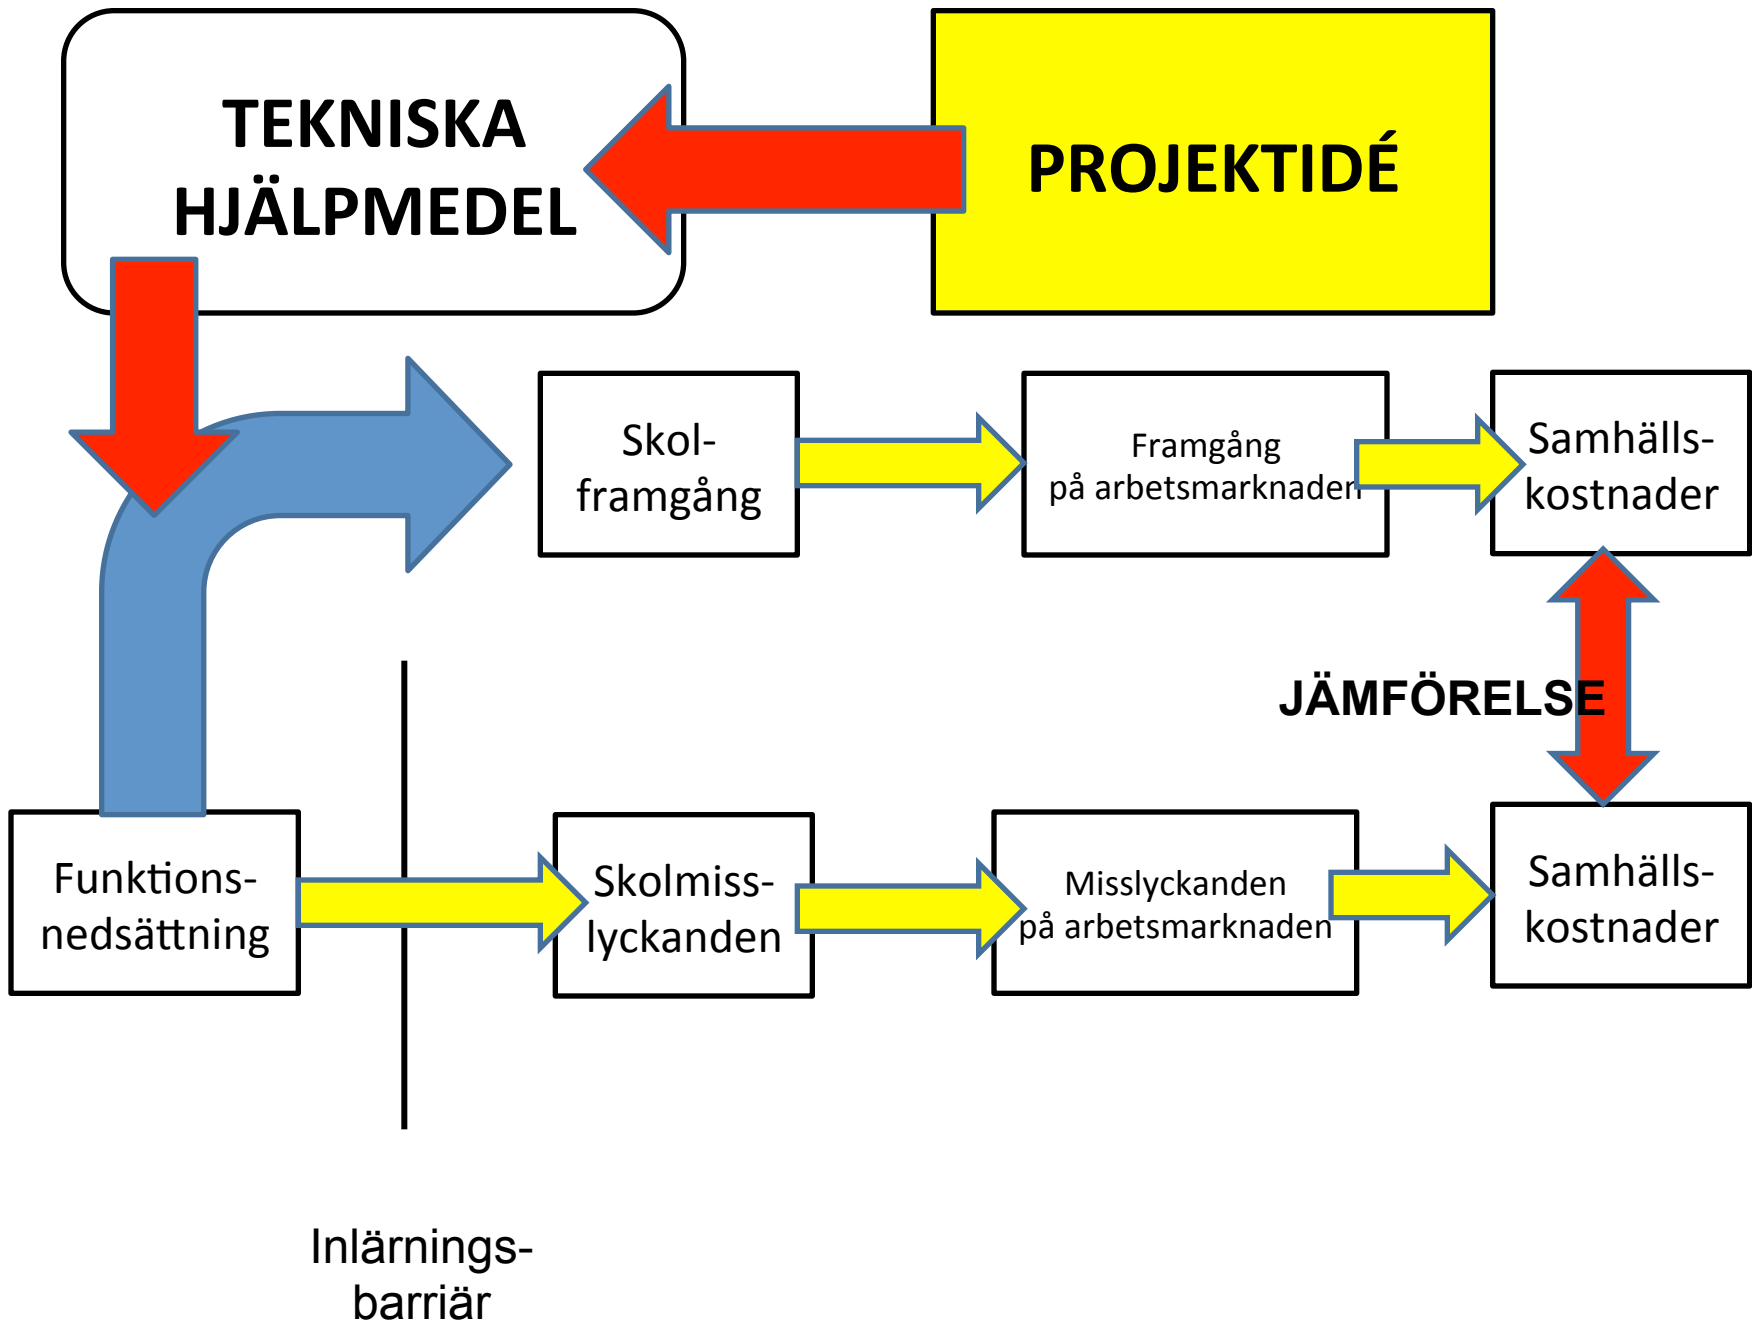 TEKNISKA
HJÄLPMEDEL
PROJEKTIDÉ
Skol-
framgång
Framgång
på arbetsmarknaden
Samhälls-
kostnader
JÄMFÖRELSE
Funktions-
nedsättning
Skolmiss-
lyckanden
Misslyckanden
på arbetsmarknaden
Samhälls-
kostnader
Inlärnings-
barriär